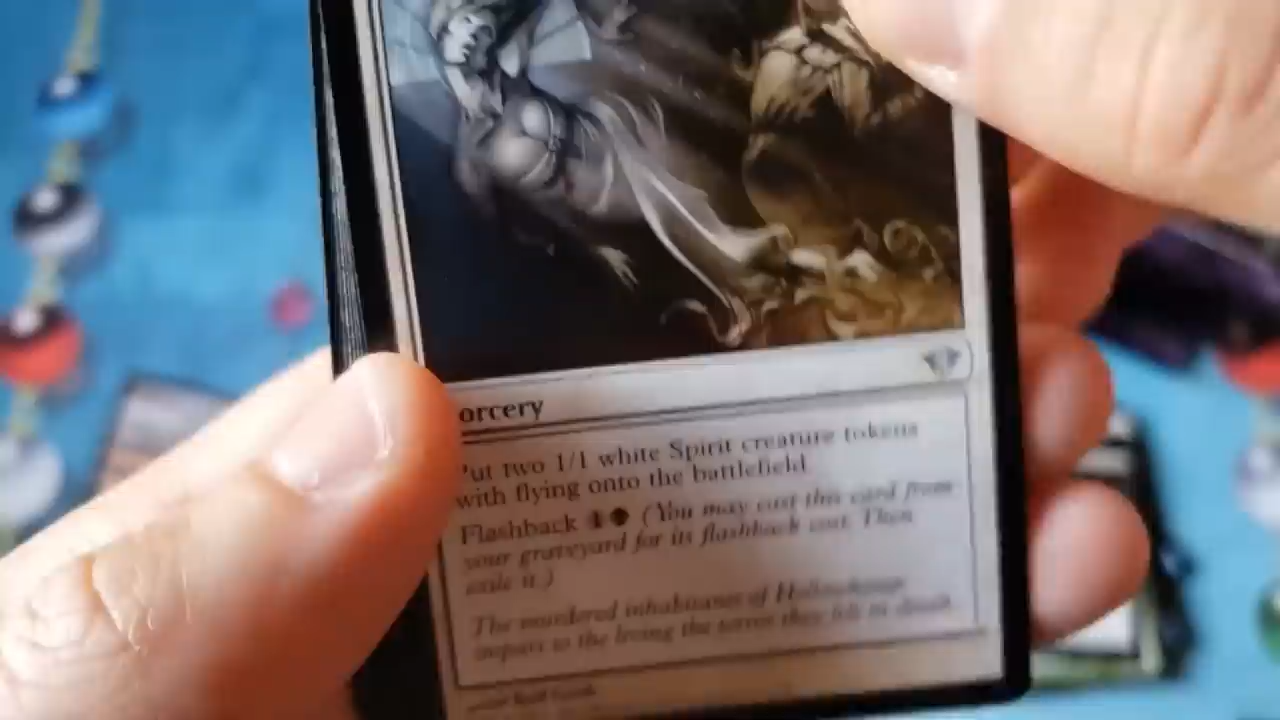 orcery
ut two 1/1 white Spirit creature tokens
with flying onto the battlefield.
Flashback 1 (You may cast this card from
your graveyard for its flashback cost. Then
exile it.)
The murdered inhabitants of Hollowhenge
impart to the living the terror they felt in death.